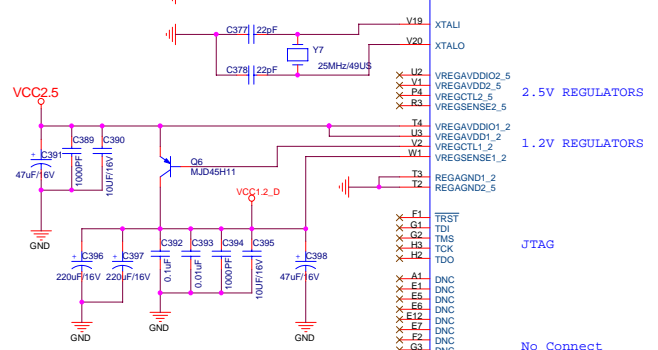 C377 22pF
V19 XTALI
V20 XTALO
Y7
25MHz/49US
C378 22pF
U2 VREGAVDDIO2_5
V1 VREGAVDD2_5
P4 VREGCTL2_5
R3 VREGSENSE2_5
2.5V REGULATORS
VCC2.5
T4 VREGAVDDIO1_2
U3 VREGAVDD1_2
V2 VREGCTL1_2
W1 VREGSENSE1_2
1.2V REGULATORS
C391
47uF/16V
C389
1000PF
C390
10UF/16V
Q6
MJD45H11
T3 REGAGND1_2
T2 REGAGND2_5
VCC1.2_D
GND
F1 TRST
G1 TDI
G2 TMS
H3 TCK
H2 TDO
JTAG
C396
220uF/16V
C397
220uF/16V
C392
0.1uF
C393
0.01uF
C394
1000PF
C395
10UF/16V
C398
47uF/16V
GND
GND
GND
A1 DNC
E1 DNC
E5 DNC
E6 DNC
E12 DNC
E7 DNC
F2 DNC
G3 DNC
No Connect